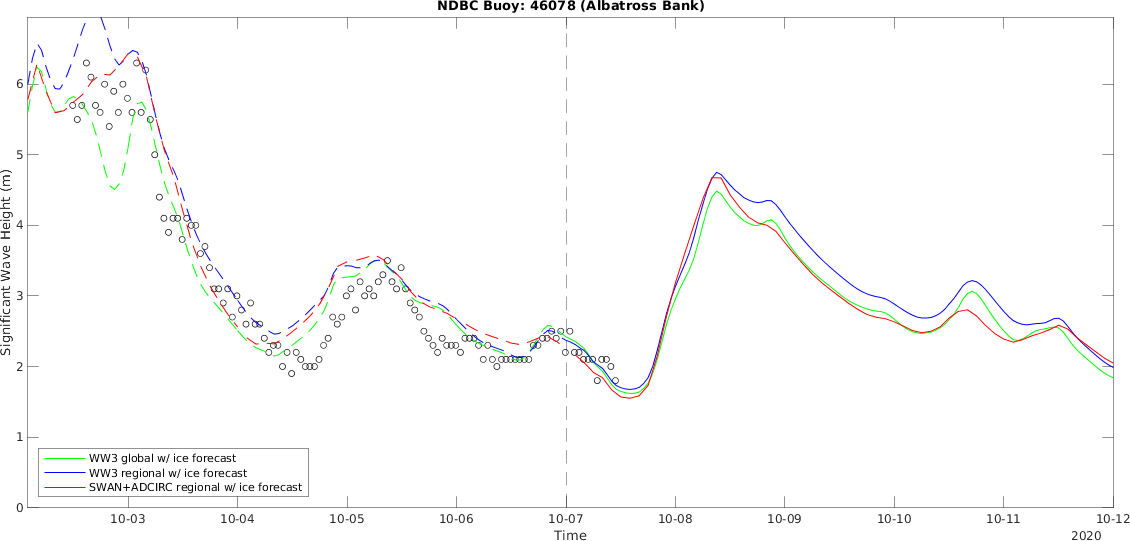 NDBC Buoy: 46078 (Albatross Bank)
Significant Wave Height (m)
6
5
4
3
2
1
0
WW3 global w/ ice forecast
WW3 regional w/ ice forecast
SWAN+ADCIRC regional w/ ice forecast
10-03 10-04 10-05 10-06 10-07 10-08 10-09 10-10 10-11 10-12
Time
2020